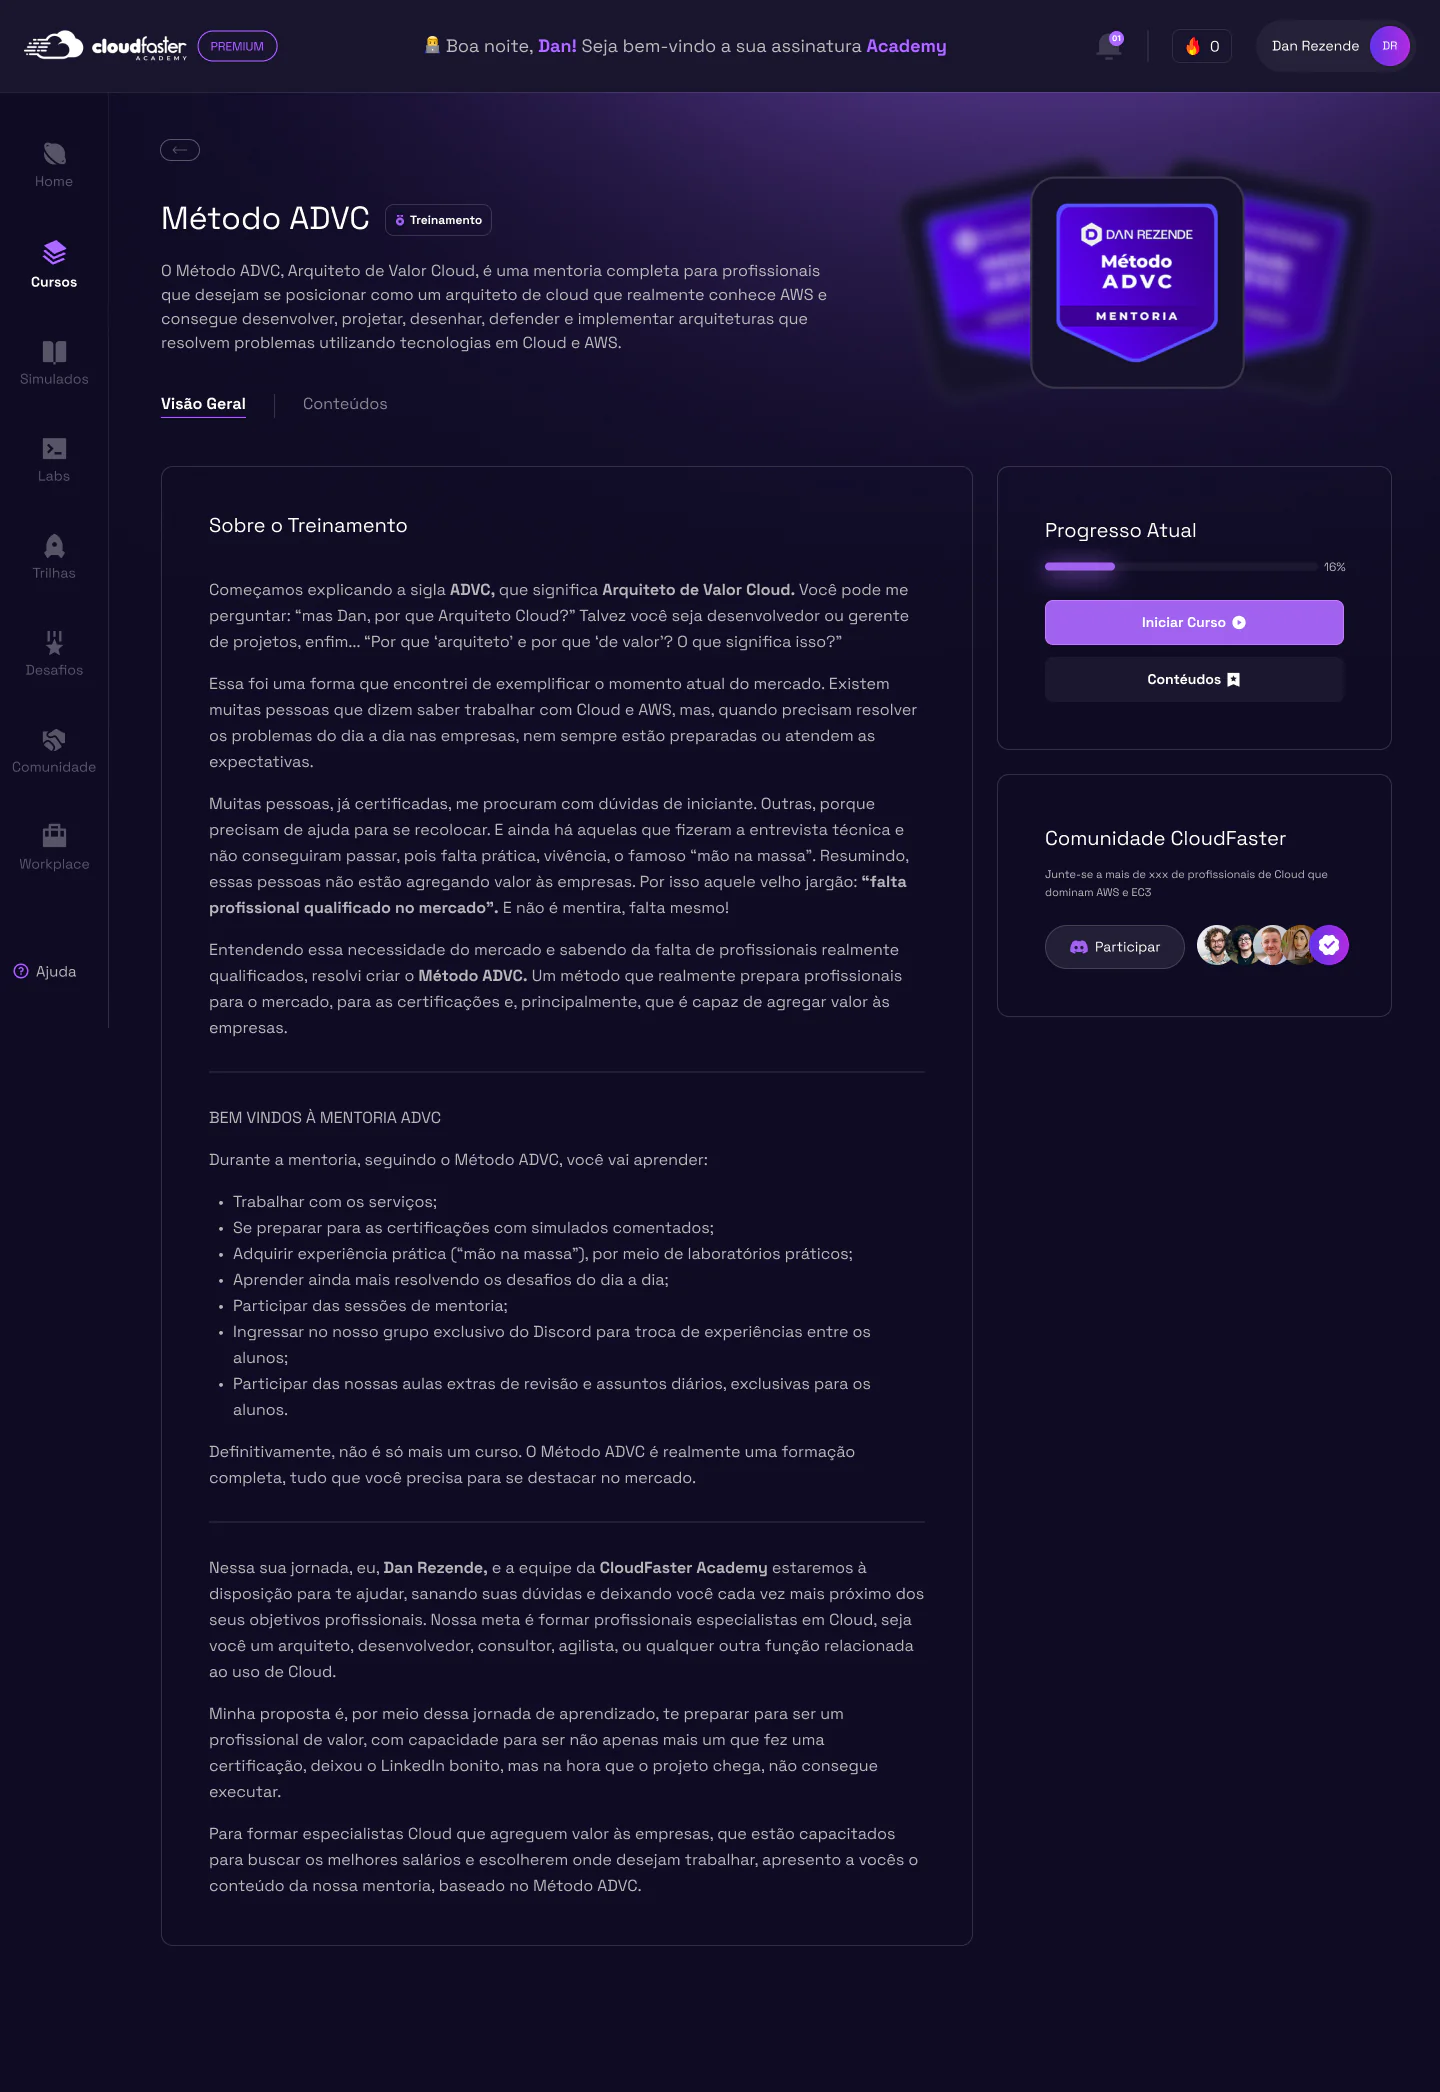 cloudfaster
ACADEMY
PREMIUM
Boa noite, Dan! Seja bem-vindo a sua assinatura Academy
01
0
Dan Rezende
DR
Home
Cursos
Simulados
Labs
Trilhas
Desafios
Comunidade
Workplace
Ajuda
Método ADVC
Treinamento
O Método ADVC, Arquiteto de Valor Cloud, é uma mentoria completa para profissionais
que desejam se posicionar como um arquiteto de cloud que realmente conhece AWS e
consegue desenvolver, projetar, desenhar, defender e implementar arquiteturas que
resolvem problemas utilizando tecnologias em Cloud e AWS.
DAN REZENDE
Método
ADVC
MENTORIA
Visão Geral
Conteúdos
Sobre o Treinamento
Começamos explicando a sigla ADVC, que significa Arquiteto de Valor Cloud. Você pode me
perguntar: “mas Dan, por que Arquiteto Cloud?” Talvez você seja desenvolvedor ou gerente
de projetos, enfim... “Por que ‘arquiteto’ e por que ‘de valor’? O que significa isso?”
Essa foi uma forma que encontrei de exemplificar o momento atual do mercado. Existem
muitas pessoas que dizem saber trabalhar com Cloud e AWS, mas, quando precisam resolver
os problemas do dia a dia nas empresas, nem sempre estão preparadas ou atendem as
expectativas.
Muitas pessoas, já certificadas, me procuram com dúvidas de iniciante. Outras, porque
precisam de ajuda para se recolocar. E ainda há aquelas que fizeram a entrevista técnica e
não conseguiram passar, pois falta prática, vivência, o famoso “mão na massa”. Resumindo,
essas pessoas não estão agregando valor às empresas. Por isso aquele velho jargão: “falta
profissional qualificado no mercado”. E não é mentira, falta mesmo!
Entendendo essa necessidade do mercado e sabendo da falta de profissionais realmente
qualificados, resolvi criar o Método ADVC. Um método que realmente prepara profissionais
para o mercado, para as certificações e, principalmente, que é capaz de agregar valor às
empresas.
BEM VINDOS À MENTORIA ADVC
Durante a mentoria, seguindo o Método ADVC, você vai aprender:
• Trabalhar com os serviços;
• Se preparar para as certificações com simulados comentados;
• Adquirir experiência prática (“mão na massa”), por meio de laboratórios práticos;
• Aprender ainda mais resolvendo os desafios do dia a dia;
• Participar das sessões de mentoria;
• Ingressar no nosso grupo exclusivo do Discord para troca de experiências entre os
alunos;
• Participar das nossas aulas extras de revisão e assuntos diários, exclusivas para os
alunos.
Definitivamente, não é só mais um curso. O Método ADVC é realmente uma formação
completa, tudo que você precisa para se destacar no mercado.
Nessa sua jornada, eu, Dan Rezende, e a equipe da CloudFaster Academy estaremos à
disposição para te ajudar, sanando suas dúvidas e deixando você cada vez mais próximo dos
seus objetivos profissionais. Nossa meta é formar profissionais especialistas em Cloud, seja
você um arquiteto, desenvolvedor, consultor, agilista, ou qualquer outra função relacionada
ao uso de Cloud.
Minha proposta é, por meio dessa jornada de aprendizado, te preparar para ser um
profissional de valor, com capacidade para ser não apenas mais um que fez uma
certificação, deixou o LinkedIn bonito, mas na hora que o projeto chega, não consegue
executar.
Para formar especialistas Cloud que agreguem valor às empresas, que estão capacitados
para buscar os melhores salários e escolherem onde desejam trabalhar, apresento a vocês o
conteúdo da nossa mentoria, baseado no Método ADVC.
Progresso Atual
16%
Iniciar Curso
Contéudos
Comunidade CloudFaster
Junte-se a mais de xxx de profissionais de Cloud que
dominam AWS e EC3
Participar